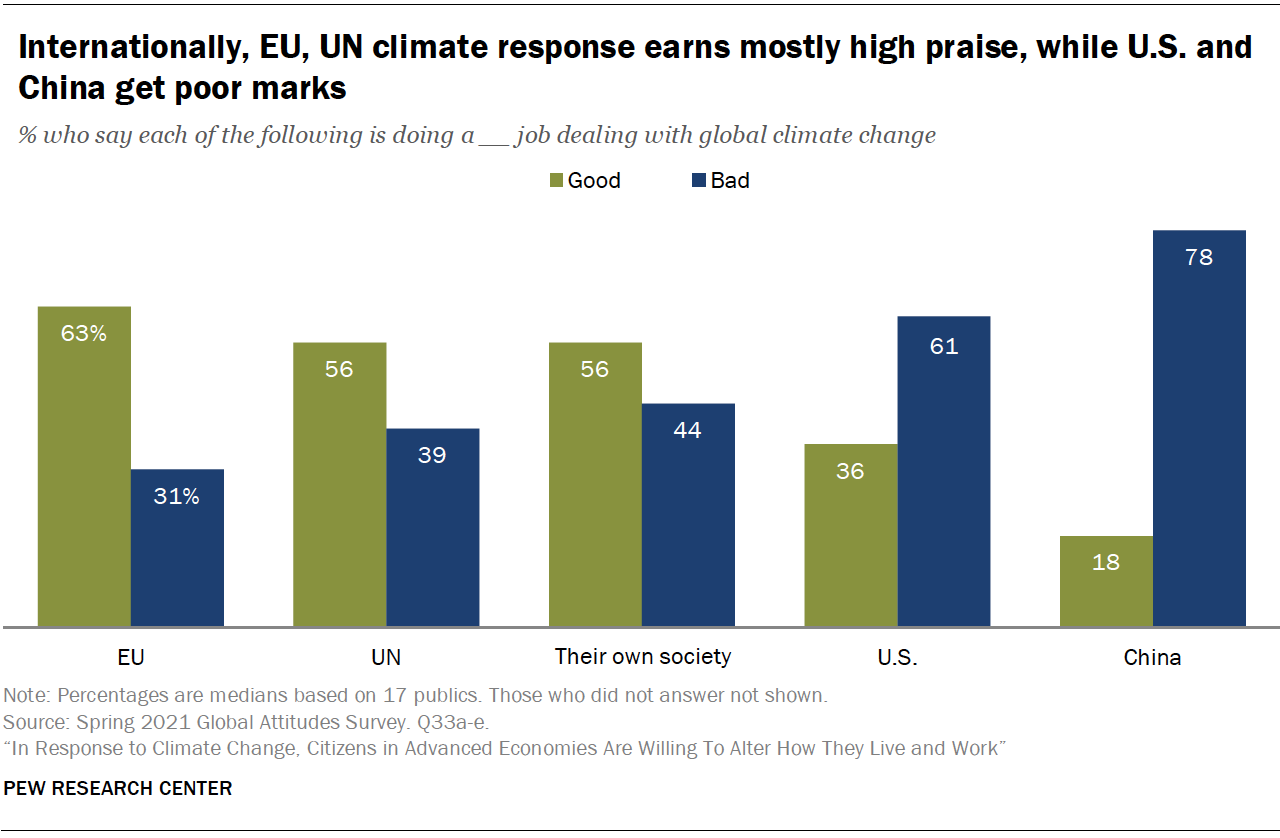 Internationally, EU, UN climate response earns mostly high praise, while U.S. and
China get poor marks
% who say each of the following is doing a __ job dealing with global climate change
Good Bad
63% 31% 56 39 56 44 36 61 18 78
EU UN Their own society U.S. China
Note: Percentages are medians based on 17 publics. Those who did not answer not shown.
Source: Spring 2021 Global Attitudes Survey. Q33a-e.
“In Response to Climate Change, Citizens in Advanced Economies Are Willing To Alter How They Live and Work”
PEW RESEARCH CENTER